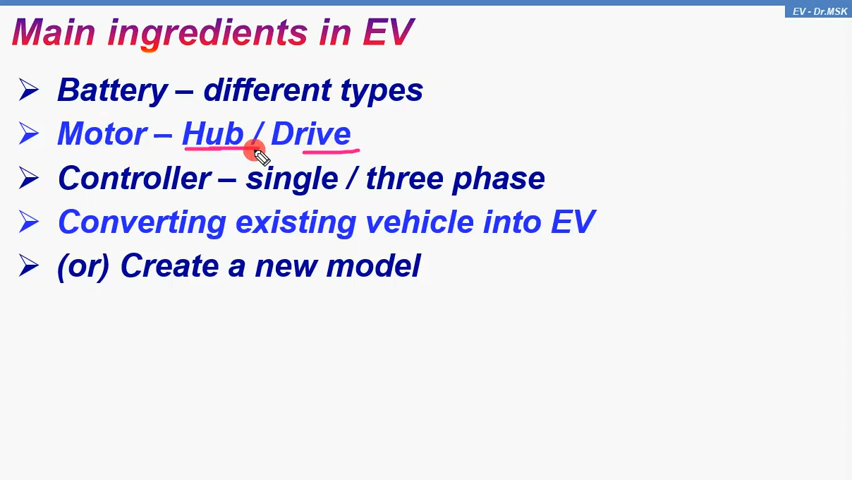 EV - Dr.MSK
Main ingredients in EV
➢ Battery – different types
➢ Motor – Hub / Drive
➢ Controller – single / three phase
➢ Converting existing vehicle into EV
➢ (or) Create a new model